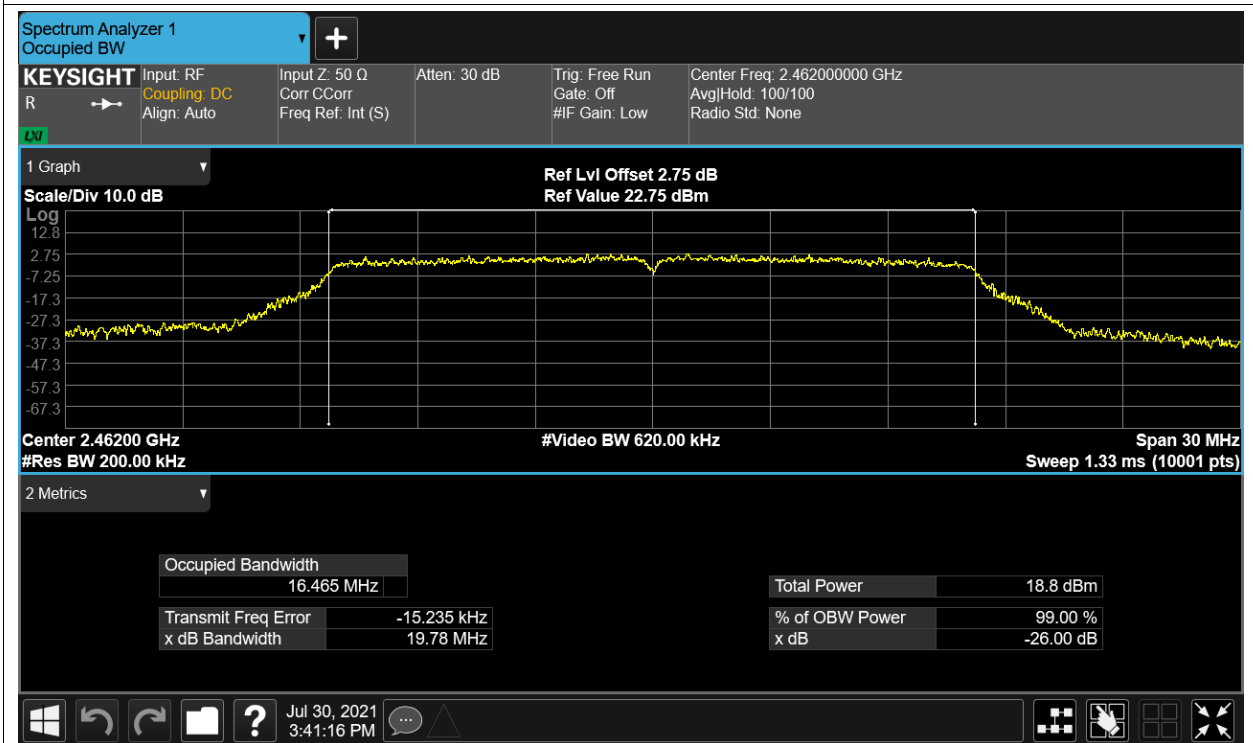 Spectrum Analyzer 1
Occupied BW
KEYSIGHT
R
LXI
Input: RF
Coupling: DC
Align: Auto
Input Z: 50 Ω
Corr CCorr
Freq Ref: Int (S)
Atten: 30 dB
Trig: Free Run
Gate: Off
#IF Gain: Low
Center Freq: 2.462000000 GHz
Avg|Hold: 100/100
Radio Std: None
1 Graph
Scale/Div 10.0 dB
Ref Lvl Offset 2.75 dB
Ref Value 22.75 dBm
Log
12.8
2.75
-7.25
-17.3
-27.3
-37.3
-47.3
-57.3
-67.3
Center 2.46200 GHz
#Res BW 200.00 kHz
#Video BW 620.00 kHz
Span 30 MHz
Sweep 1.33 ms (10001 pts)
2 Metrics
Occupied Bandwidth
16.465 MHz
Transmit Freq Error -15.235 kHz
x dB Bandwidth 19.78 MHz
Total Power 18.8 dBm
% of OBW Power 99.00 %
x dB -26.00 dB
?
Jul 30, 2021
3:41:16 PM